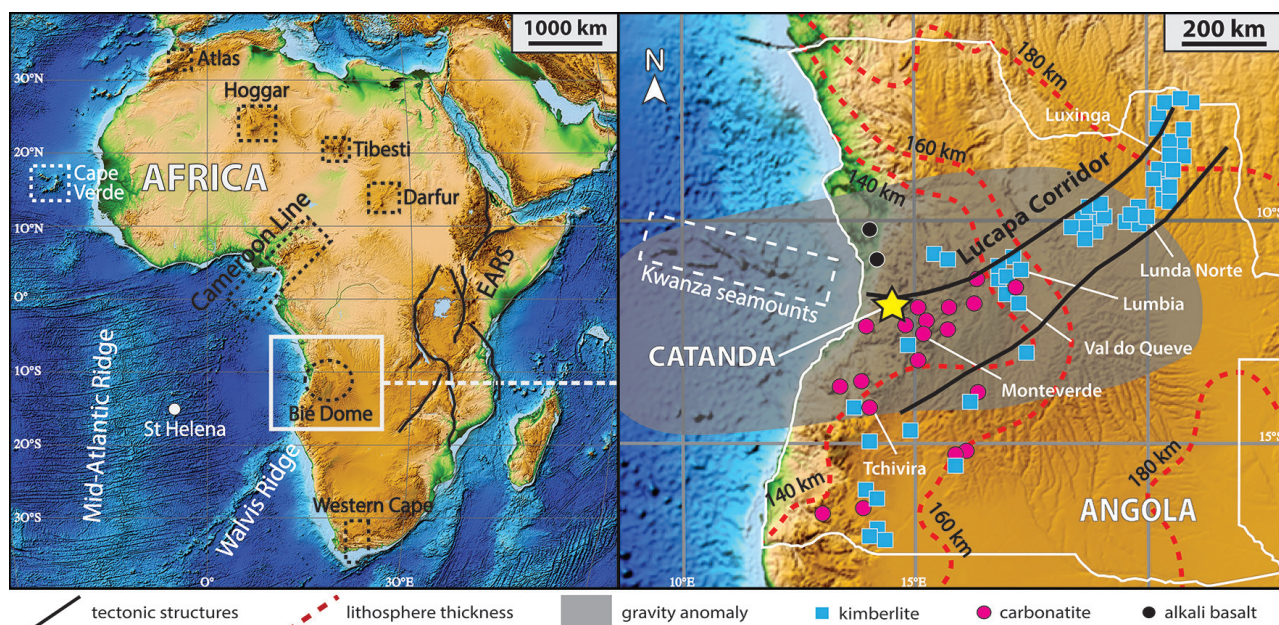 1000 km
Atlas
30°N
Hoggar
20°N
Tibesti
Cape
Verde
AFRICA
Darfur
10°N
Cameroon Line
EARS
0°
Mid-Atlantic Ridge
10°S
Bié Dome
St Helena
20°S
Walvis Ridge
Western Cape
30°S
0°
30°E
200 km
N
180 km
Luxinga
160 km
140 km
Lucapa Corridor
10°S
Kwanza seamounts
Lunda Norte
Lumbia
CATANDA
Val do Queve
Monteverde
15°S
Tchivira
180 km
140 km
ANGOLA
160 km
10°E
15°E
tectonic structures
lithosphere thickness
gravity anomaly
kimberlite
carbonatite
alkali basalt